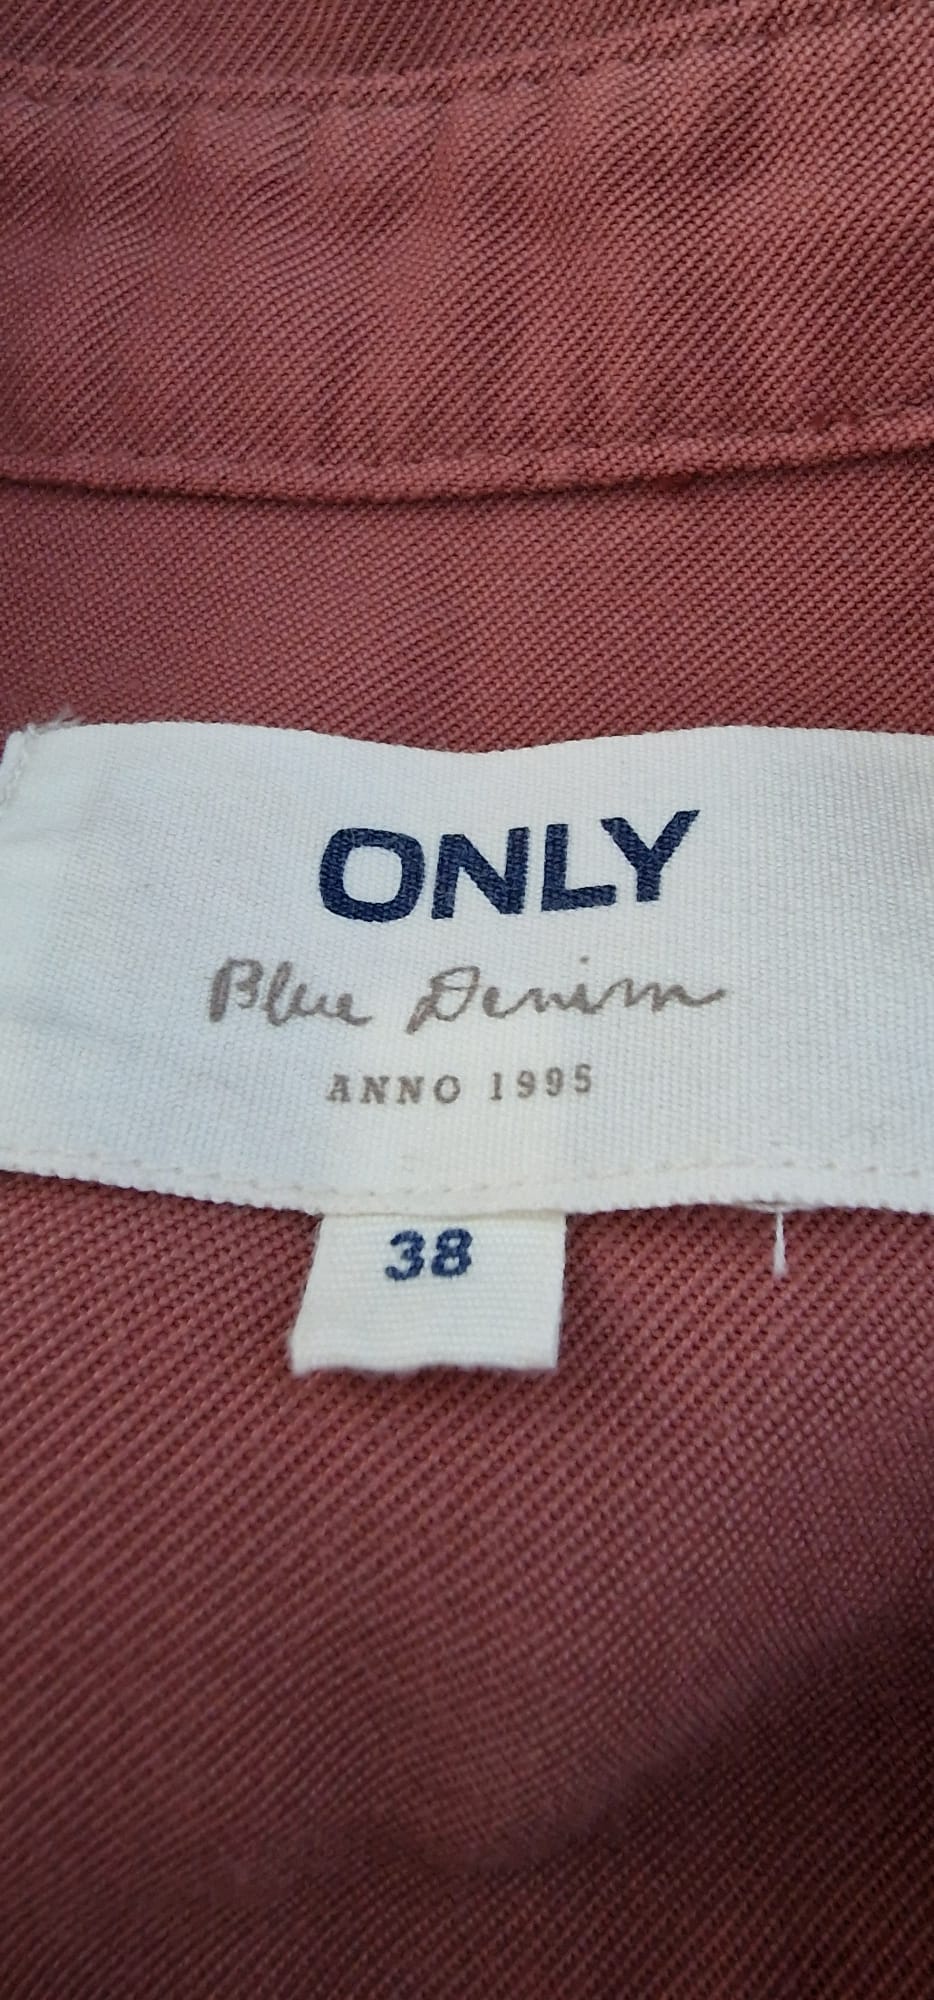 ONLY
Blue Denim
ANNO 1995
38